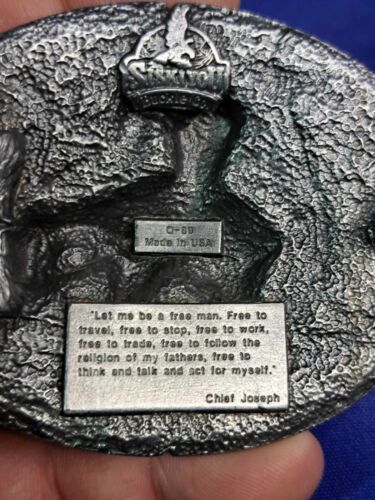 SISKIYOU
BUCKLE CO.
Made in USA
"Let me be a free man. Free to
travel, free to stop, free to work,
free to trade, free to follow the
religion of my fathers, free to
think and talk and act for myself."
Chief Joseph